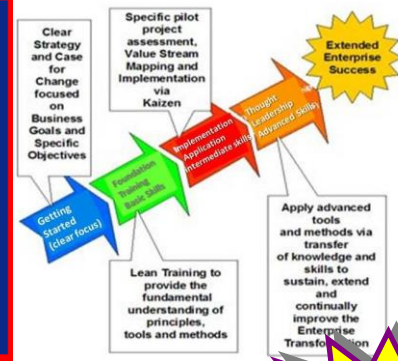 Clear
Strategy
and Case
for
Change
focused
on
Business
Goals and
Specific
Objectives
Specific pilot
project
assessment,
Value Stream
Mapping and
Implementation
via
Kaizen
Extended
Enterprise
Success
Getting
Started
(clear focus)
Foundation
Training
Basic Skills
Implementation
Application
intermediate skills
Thought
Leadership
Advanced Skills
Lean Training to
provide the
fundamental
understanding of
principles,
tools and methods
Apply advanced
tools
and methods via
transfer
of knowledge and
skills to
sustain, extend
and
continually
improve the
Enterprise